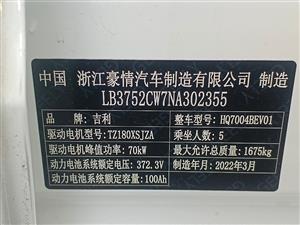 中国 浙江豪情汽车制造有限公司 制造
LB3752CW7NA302355
品牌：吉利 整车型号：HQ7004BEV01
驱动电机型号：TZ180XSJZA 乘坐人数：5
驱动电机峰值功率：70kW 最大允许总质量：1675kg
动力电池系统额定电压：372.3V 制造年月：2022年3月
动力电池系统额定容量：100Ah